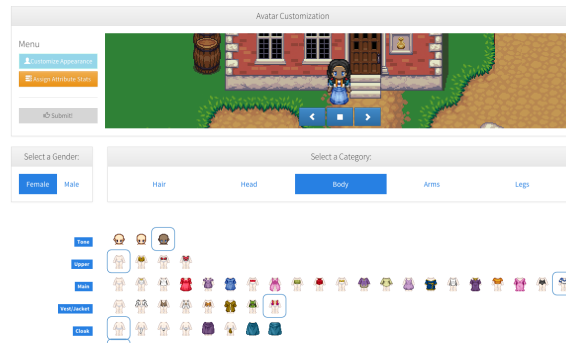 Avatar Customization
Menu
Customize Appearance
Assign Attribute Stats
Submit!
Select a Gender:
Female Male
Select a Category:
Hair Head Body Arms Legs
Tone
Upper
Main
Vest/Jacket
Cloak